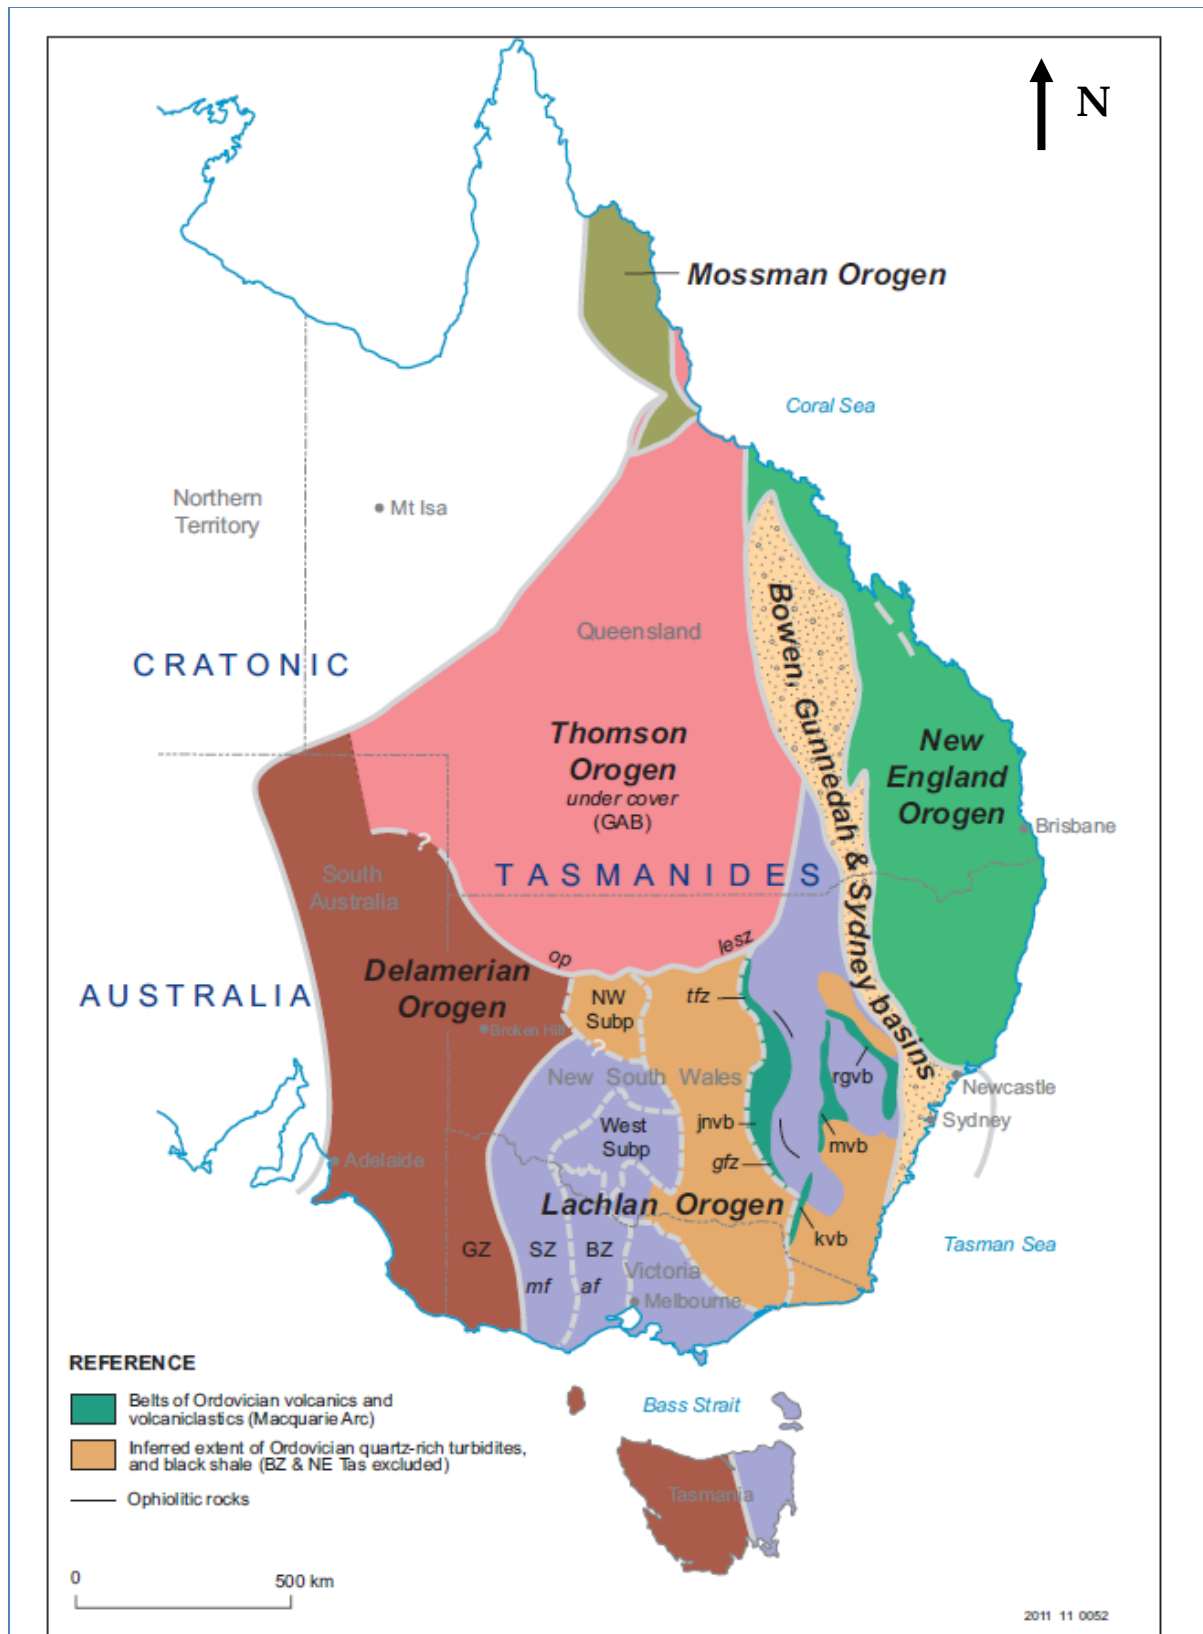 N
Mossman Orogen
Coral Sea
Northern
Territory
Mt Isa
Queensland
CRATONIC
Bowen, Gunnedah & Sydney basins
Thomson
Orogen
under cover
(GAB)
New
England
Orogen
Brisbane
?
TASMANIDES
South
Australia
lesz
op
Delamerian
Orogen
AUSTRALIA
NW
Subp
tfz
Broken Hill
?
New South Wales
rgvb
Newcastle
West
Subp
jnvb
Sydney
mvb
gfz
Adelaide
Lachlan Orogen
kvb
Tasman Sea
GZ
SZ
BZ
mf
af
Victoria
Melbourne
REFERENCE
Belts of Ordovician volcanics and
volcaniclastics (Macquarie Arc)
Inferred extent of Ordovician quartz-rich turbidites,
and black shale (BZ & NE Tas excluded)
Ophiolitic rocks
Bass Strait
Tasmania
0
500 km
2011 11 0052